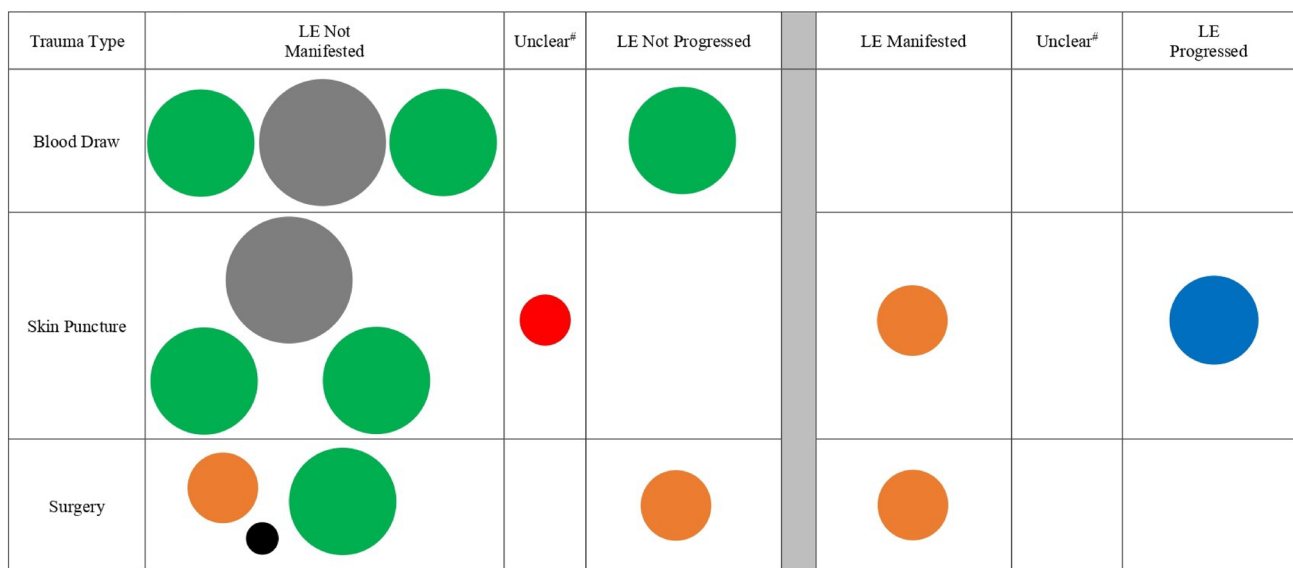 Trauma Type
LE Not
Manifested
Unclear#
LE Not Progressed
LE Manifested
Unclear#
LE
Progressed
Blood Draw
Skin Puncture
Surgery